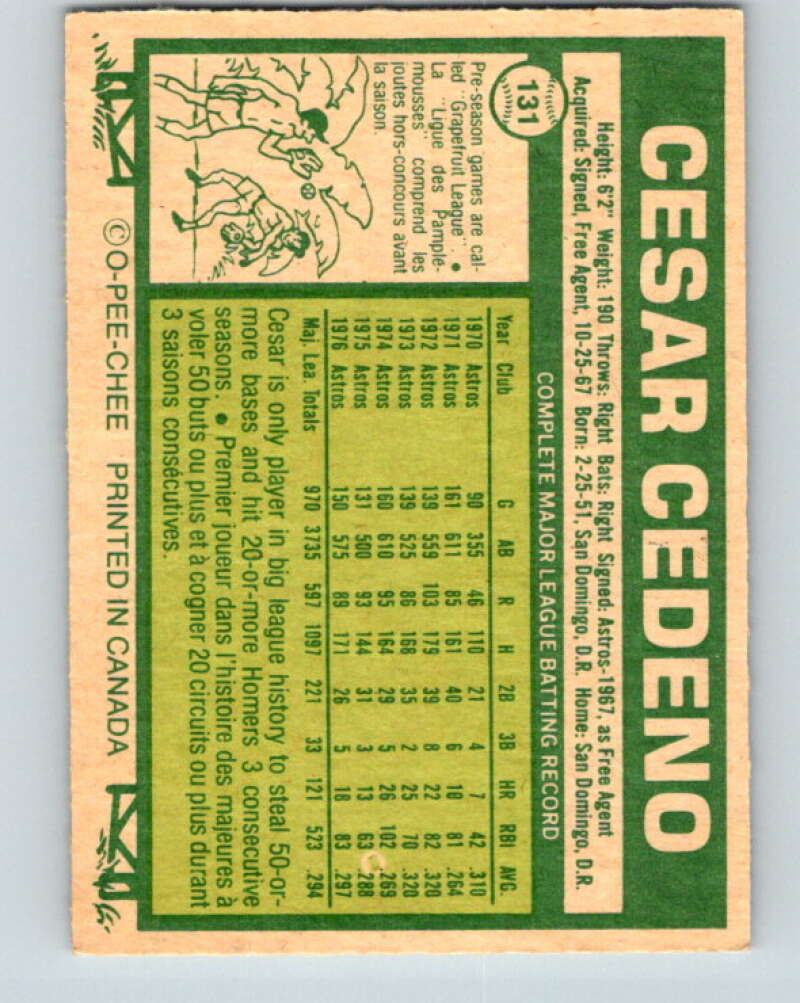 CESAR CEDENO
Height: 6'2" Weight: 190 Throws: Right Bats: Right Signed: Astros-1967, as Free Agent
Acquired: Signed, Free Agent, 10-25-67 Born: 2-25-51, San Domingo, D.R. Home: San Domingo, D.R.
131
Pre-season games are cal-
led "Grapefruit League". •
La "Ligue des Pample-
mousses" comprend les
joutes hors-concours avant
la saison.
COMPLETE MAJOR LEAGUE BATTING RECORD
Year Club G AB R H 2B 3B HR RBI AVG.
1970 Astros 90 355 46 110 21 4 7 42 .310
1971 Astros 161 611 85 161 40 6 10 81 .264
1972 Astros 139 559 103 179 39 8 22 82 .320
1973 Astros 139 525 86 168 35 2 25 70 .320
1974 Astros 160 610 95 164 29 5 26 102 .269
1975 Astros 131 500 93 144 31 3 13 63 .288
1976 Astros 150 575 89 171 26 5 18 83 .297
Maj. Lea. Totals 970 3735 597 1097 221 33 121 523 .294
Cesar is only player in big league history to steal 50-or-
more bases and hit 20-or-more Homers 3 consecutive
seasons. • Premier joueur dans l'histoire des majeures à
voler 50 buts ou plus et à cogner 20 circuits ou plus durant
3 saisons consécutives.
© O-PEE-CHEE PRINTED IN CANADA